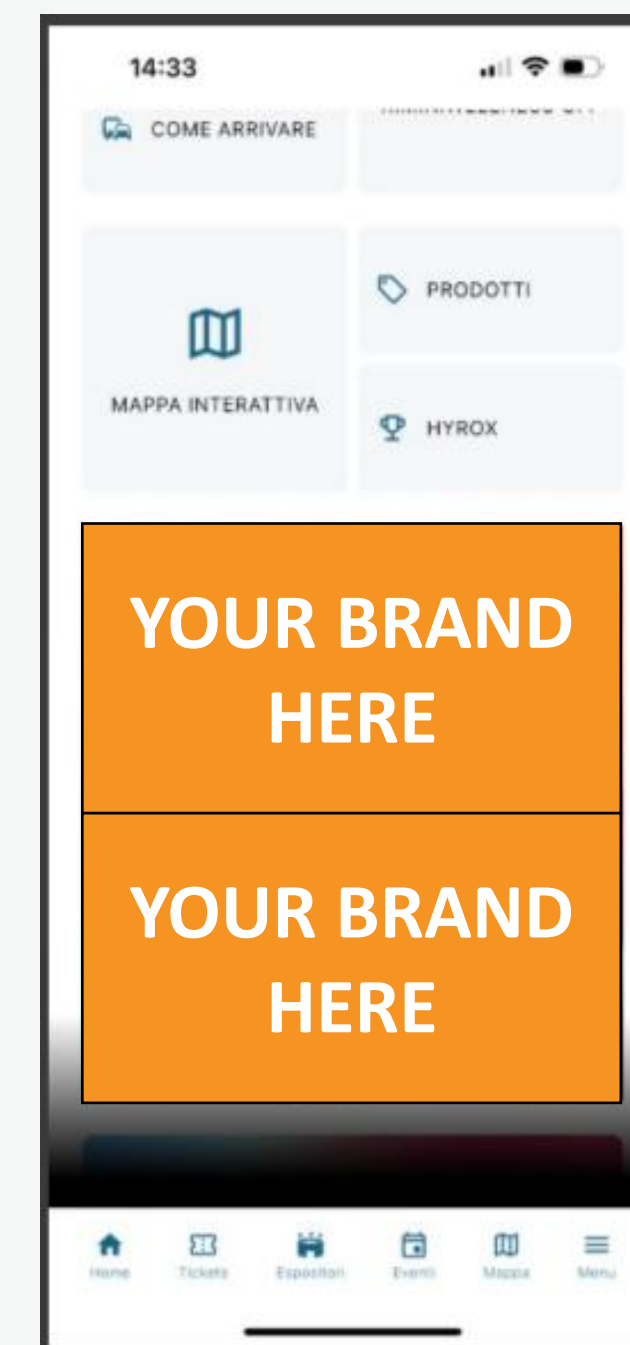 14:33
COME ARRIVARE
MAPPA INTERATTIVA
PRODOTTI
HYROX
YOUR BRAND
HERE
YOUR BRAND
HERE
Home Tickets Espositori Eventi Mappa Menu